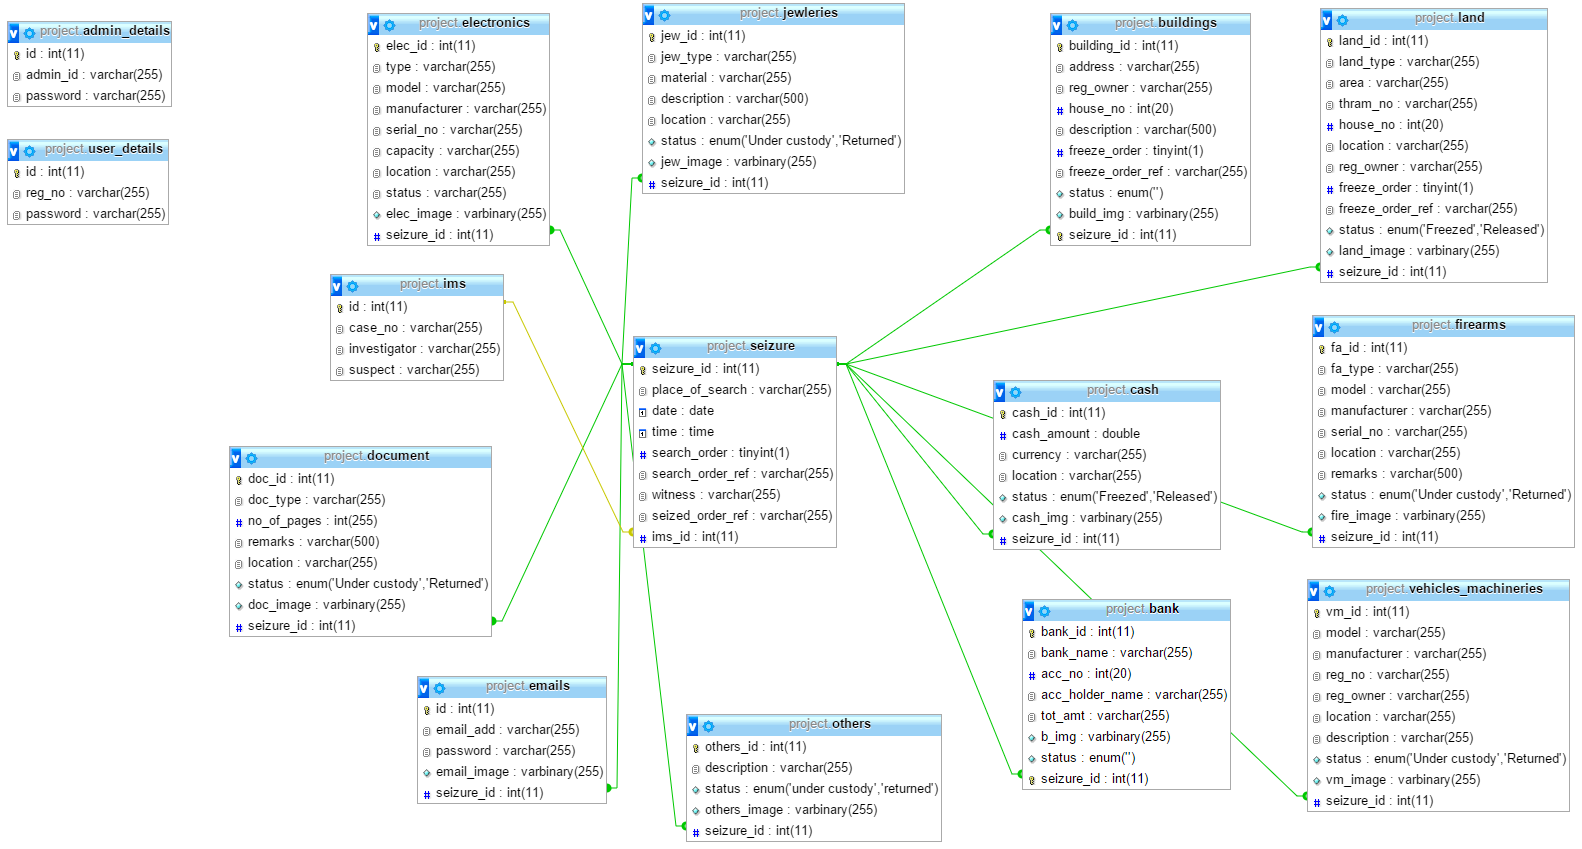 project.admin_details
id : int(11)
admin_id : varchar(255)
password : varchar(255)
project.user_details
id : int(11)
reg_no : varchar(255)
password : varchar(255)
project.electronics
elec_id : int(11)
type : varchar(255)
model : varchar(255)
manufacturer : varchar(255)
serial_no : varchar(255)
capacity : varchar(255)
location : varchar(255)
status : varchar(255)
elec_image : varbinary(255)
seizure_id : int(11)
project.jewleries
jew_id : int(11)
jew_type : varchar(255)
material : varchar(255)
description : varchar(500)
location : varchar(255)
status : enum('Under custody','Returned')
jew_image : varbinary(255)
seizure_id : int(11)
project.buildings
building_id : int(11)
address : varchar(255)
reg_owner : varchar(255)
house_no : int(20)
description : varchar(500)
freeze_order : tinyint(1)
freeze_order_ref : varchar(255)
status : enum('')
build_img : varbinary(255)
seizure_id : int(11)
project.land
land_id : int(11)
land_type : varchar(255)
area : varchar(255)
thram_no : varchar(255)
house_no : int(20)
location : varchar(255)
reg_owner : varchar(255)
freeze_order : tinyint(1)
freeze_order_ref : varchar(255)
status : enum('Freezed','Released')
land_image : varbinary(255)
seizure_id : int(11)
project.ims
id : int(11)
case_no : varchar(255)
investigator : varchar(255)
suspect : varchar(255)
project.seizure
seizure_id : int(11)
place_of_search : varchar(255)
date : date
time : time
search_order : tinyint(1)
search_order_ref : varchar(255)
witness : varchar(255)
seized_order_ref : varchar(255)
ims_id : int(11)
project.cash
cash_id : int(11)
cash_amount : double
currency : varchar(255)
location : varchar(255)
status : enum('Freezed','Released')
cash_img : varbinary(255)
seizure_id : int(11)
project.firearms
fa_id : int(11)
fa_type : varchar(255)
model : varchar(255)
manufacturer : varchar(255)
serial_no : varchar(255)
location : varchar(255)
remarks : varchar(500)
status : enum('Under custody','Returned')
fire_image : varbinary(255)
seizure_id : int(11)
project.document
doc_id : int(11)
doc_type : varchar(255)
no_of_pages : int(255)
remarks : varchar(500)
location : varchar(255)
status : enum('Under custody','Returned')
doc_image : varbinary(255)
seizure_id : int(11)
project.emails
id : int(11)
email_add : varchar(255)
password : varchar(255)
email_image : varbinary(255)
seizure_id : int(11)
project.others
others_id : int(11)
description : varchar(255)
status : enum('under custody','returned')
others_image : varbinary(255)
seizure_id : int(11)
project.bank
bank_id : int(11)
bank_name : varchar(255)
acc_no : int(20)
acc_holder_name : varchar(255)
tot_amt : varchar(255)
b_img : varbinary(255)
status : enum('')
seizure_id : int(11)
project.vehicles_machineries
vm_id : int(11)
model : varchar(255)
manufacturer : varchar(255)
reg_no : varchar(255)
reg_owner : varchar(255)
location : varchar(255)
description : varchar(255)
status : enum('Under custody','Returned')
vm_image : varbinary(255)
seizure_id : int(11)